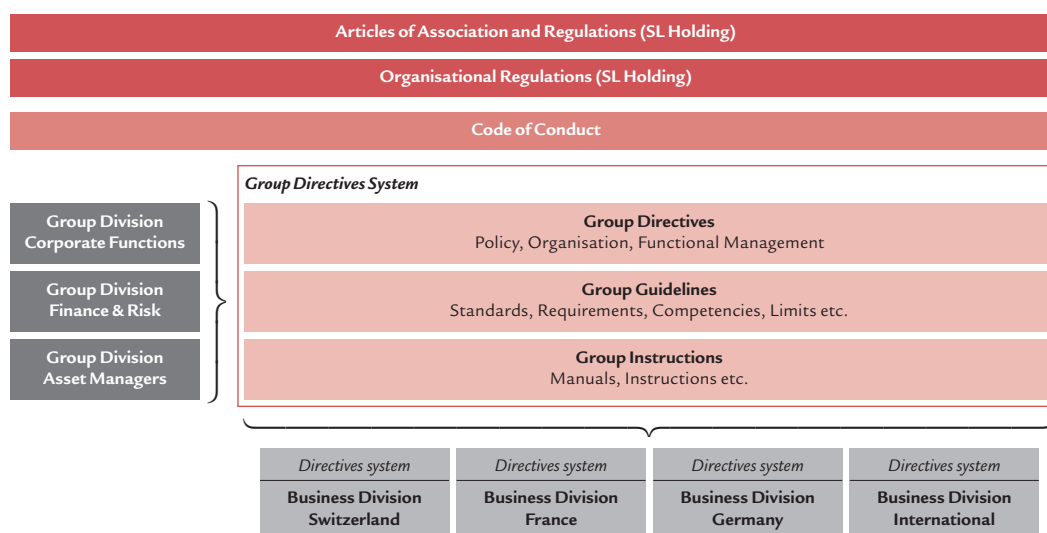 Articles of Association and Regulations (SL Holding)
Organisational Regulations (SL Holding)
Code of Conduct
Group Directives System
Group Division
Corporate Functions
Group Directives
Policy, Organisation, Functional Management
Group Division
Finance & Risk
Group Guidelines
Standards, Requirements, Competencies, Limits etc.
Group Division
Asset Managers
Group Instructions
Manuals, Instructions etc.
Directives system
Business Division
Switzerland
Directives system
Business Division
France
Directives system
Business Division
Germany
Directives system
Business Division
International